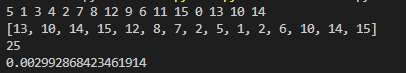 5 1 3 4 2 7 8 12 9 6 11 15 0 13 10 14
[13, 10, 14, 15, 12, 8, 7, 2, 5, 1, 2, 6, 10, 14, 15]
25
0.002992868423461914